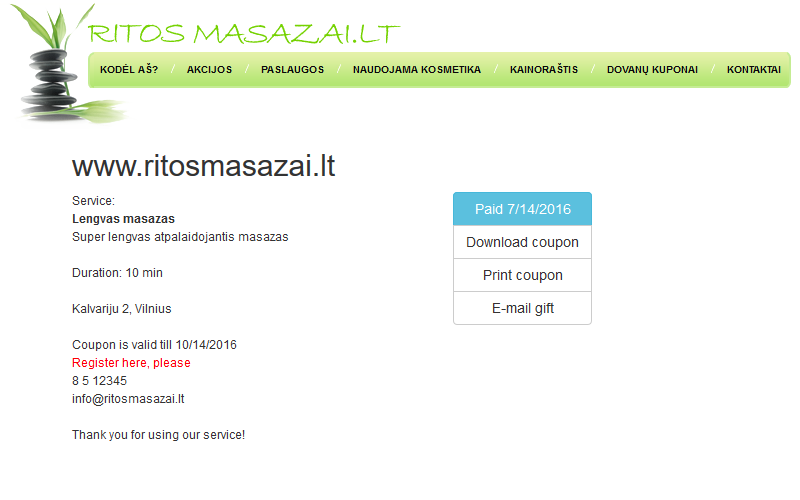 RITOS MASAZAI.LT
KODĖL AŠ? / AKCIJOS / PASLAUGOS / NAUDOJAMA KOSMETIKA / KAINORAŠTIS / DOVANŲ KUPONAI / KONTAKTAI
www.ritosmasazai.lt
Service:
Lengvas masazas
Super lengvas atpalaidojantis masazas
Duration: 10 min
Kalvariju 2, Vilnius
Coupon is valid till 10/14/2016
Register here, please
8 5 12345
info@ritosmasazai.lt
Thank you for using our service!
Paid 7/14/2016
Download coupon
Print coupon
E-mail gift